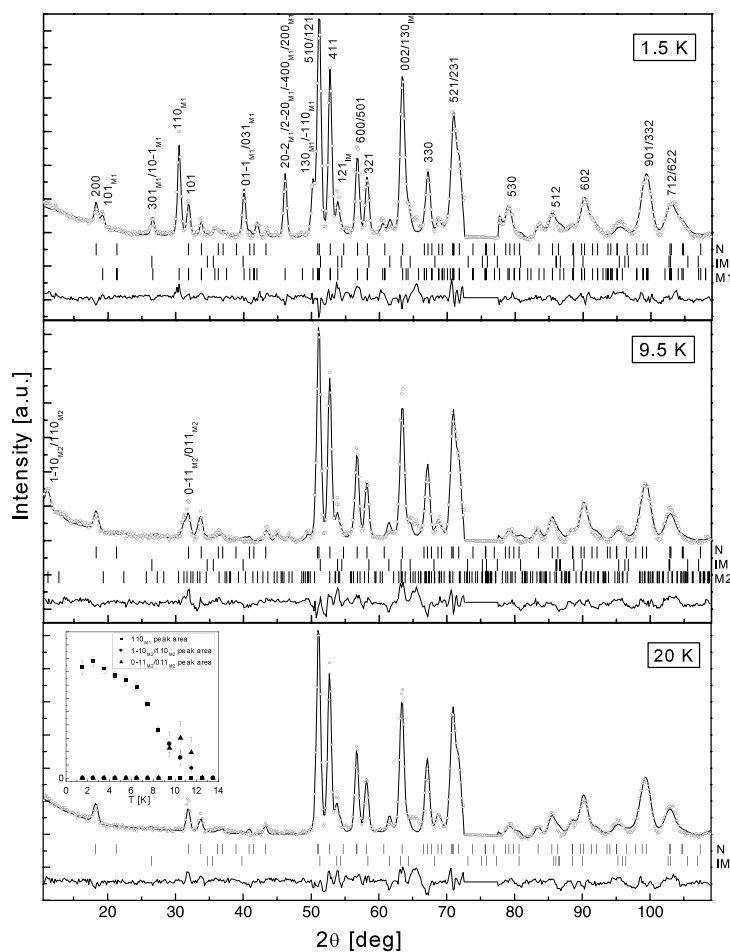 1.5 K
200
101M1
301M1/10-1M1
110M1
101
01-1M1/031M1
20-2M1/2-20M1/-400M1/200M1
130M1/-110M1
510/121
411
121IM
600/501
321
002/130IM
330
521/231
530
512
602
901/332
712/622
N
IM
M1
9.5 K
1-10M2/110M2
0-11M2/011M2
N
IM
M2
20 K
110M1 peak area
1-10M2/110M2 peak area
0-11M2/011M2 peak area
0
0 2 4 6 8 10 12 14
T [K]
N
IM
Intensity [a.u.]
20 30 40 50 60 70 80 90 100
2θ [deg]